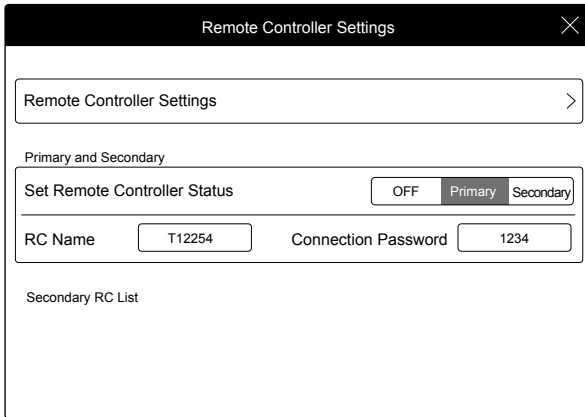 Remote Controller Settings
Remote Controller Settings
Primary and Secondary
Set Remote Controller Status OFF Primary Secondary
RC Name T12254 Connection Password 1234
Secondary RC List